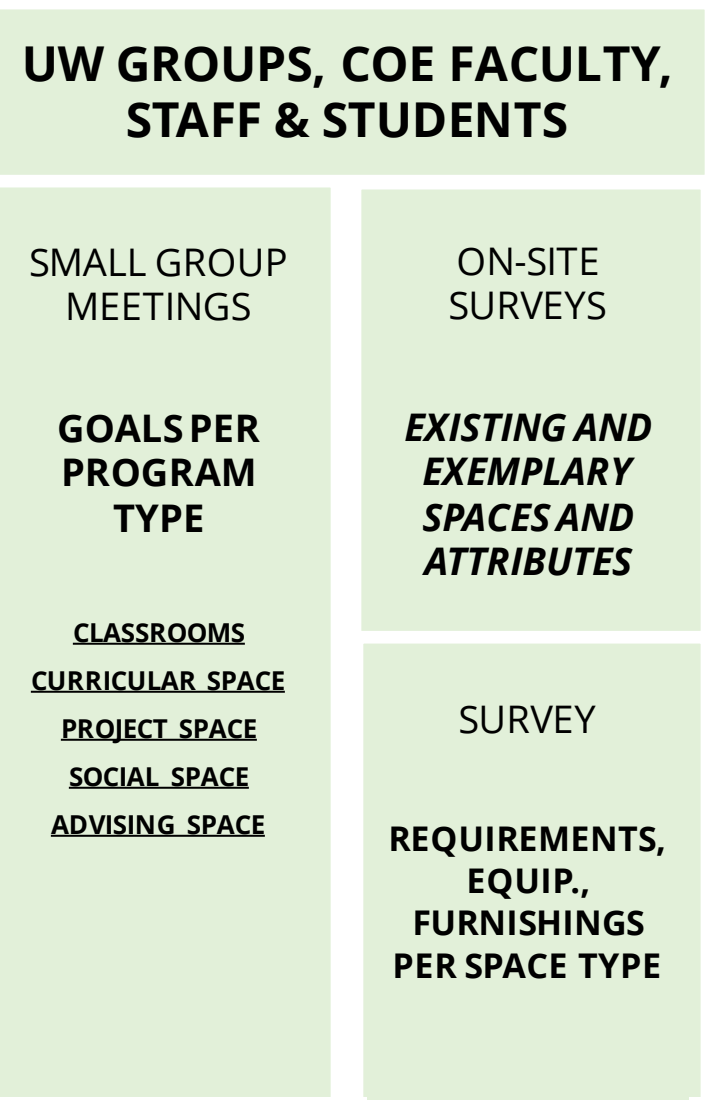 UW GROUPS, COE FACULTY,
STAFF & STUDENTS
SMALL GROUP
MEETINGS
GOALS PER
PROGRAM
TYPE
CLASSROOMS
CURRICULAR SPACE
PROJECT SPACE
SOCIAL SPACE
ADVISING SPACE
ON-SITE
SURVEYS
EXISTING AND
EXEMPLARY
SPACES AND
ATTRIBUTES
SURVEY
REQUIREMENTS,
EQUIP.,
FURNISHINGS
PER SPACE TYPE